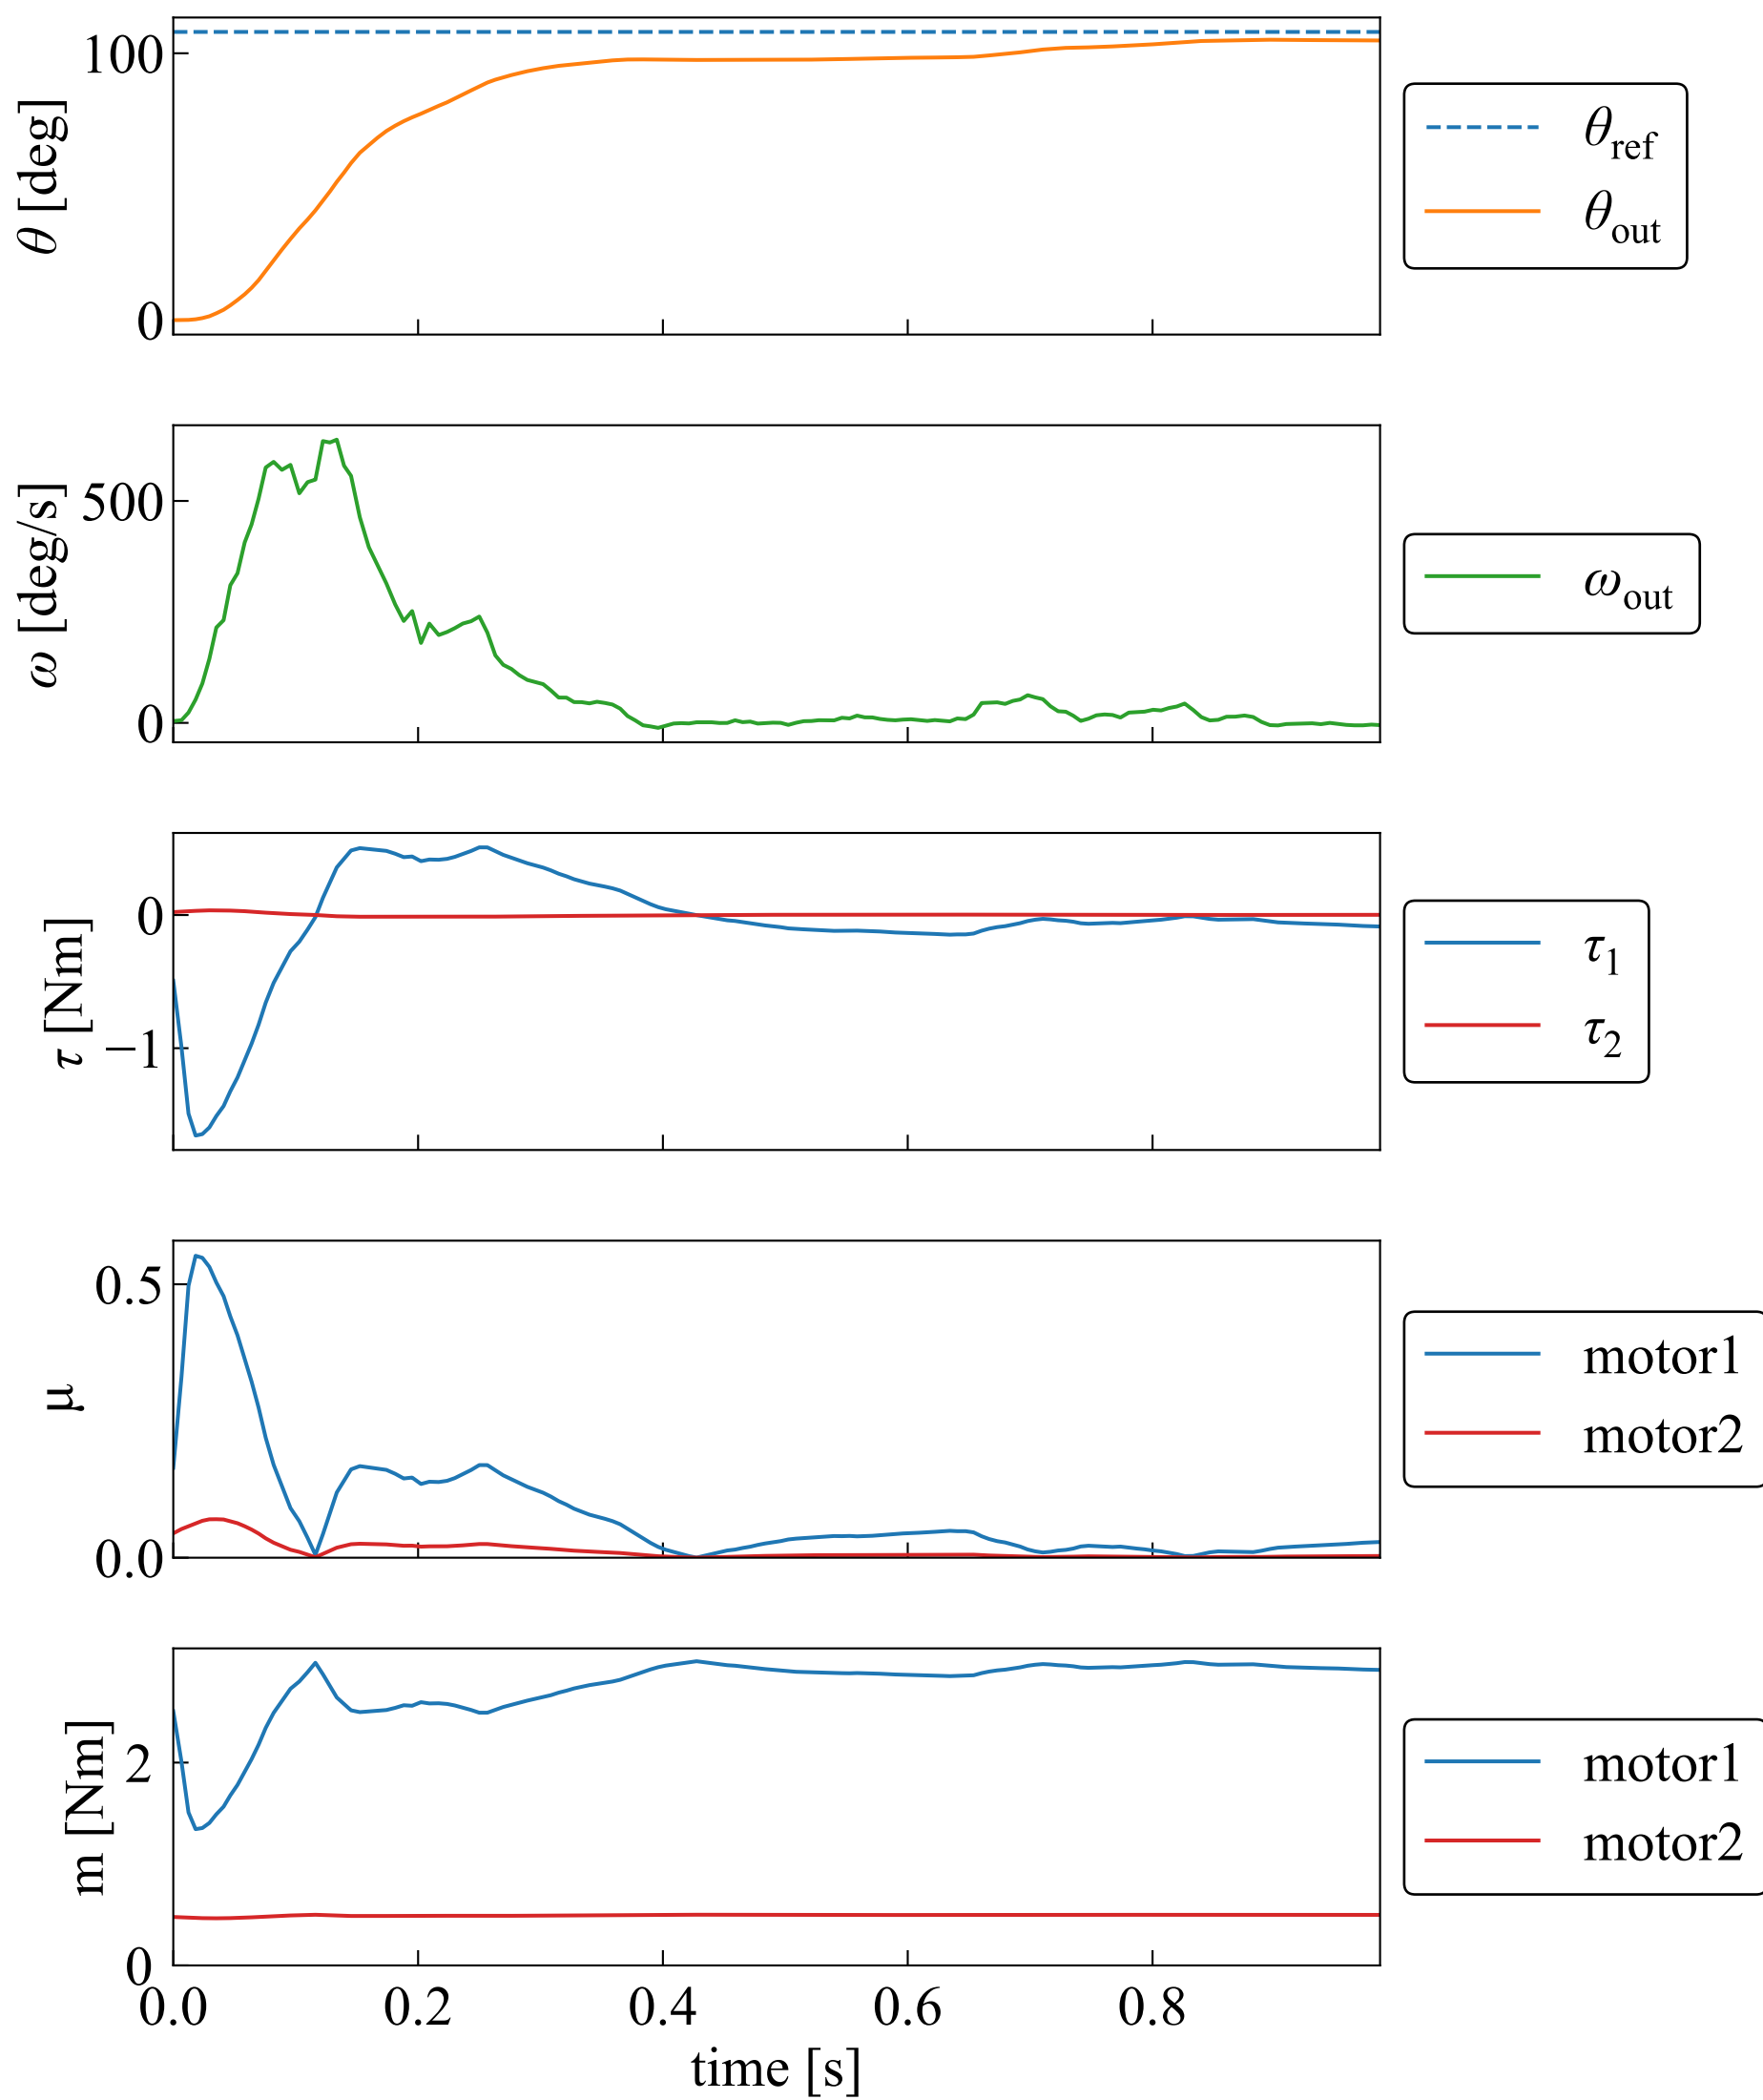 θ [deg]
100
0
θref
θout
ω [deg/s]
500
0
ωout
τ [Nm]
0
−1
τ1
τ2
μ
0.5
0.0
motor1
motor2
m [Nm]
2
0
motor1
motor2
0.0 0.2 0.4 0.6 0.8
time [s]